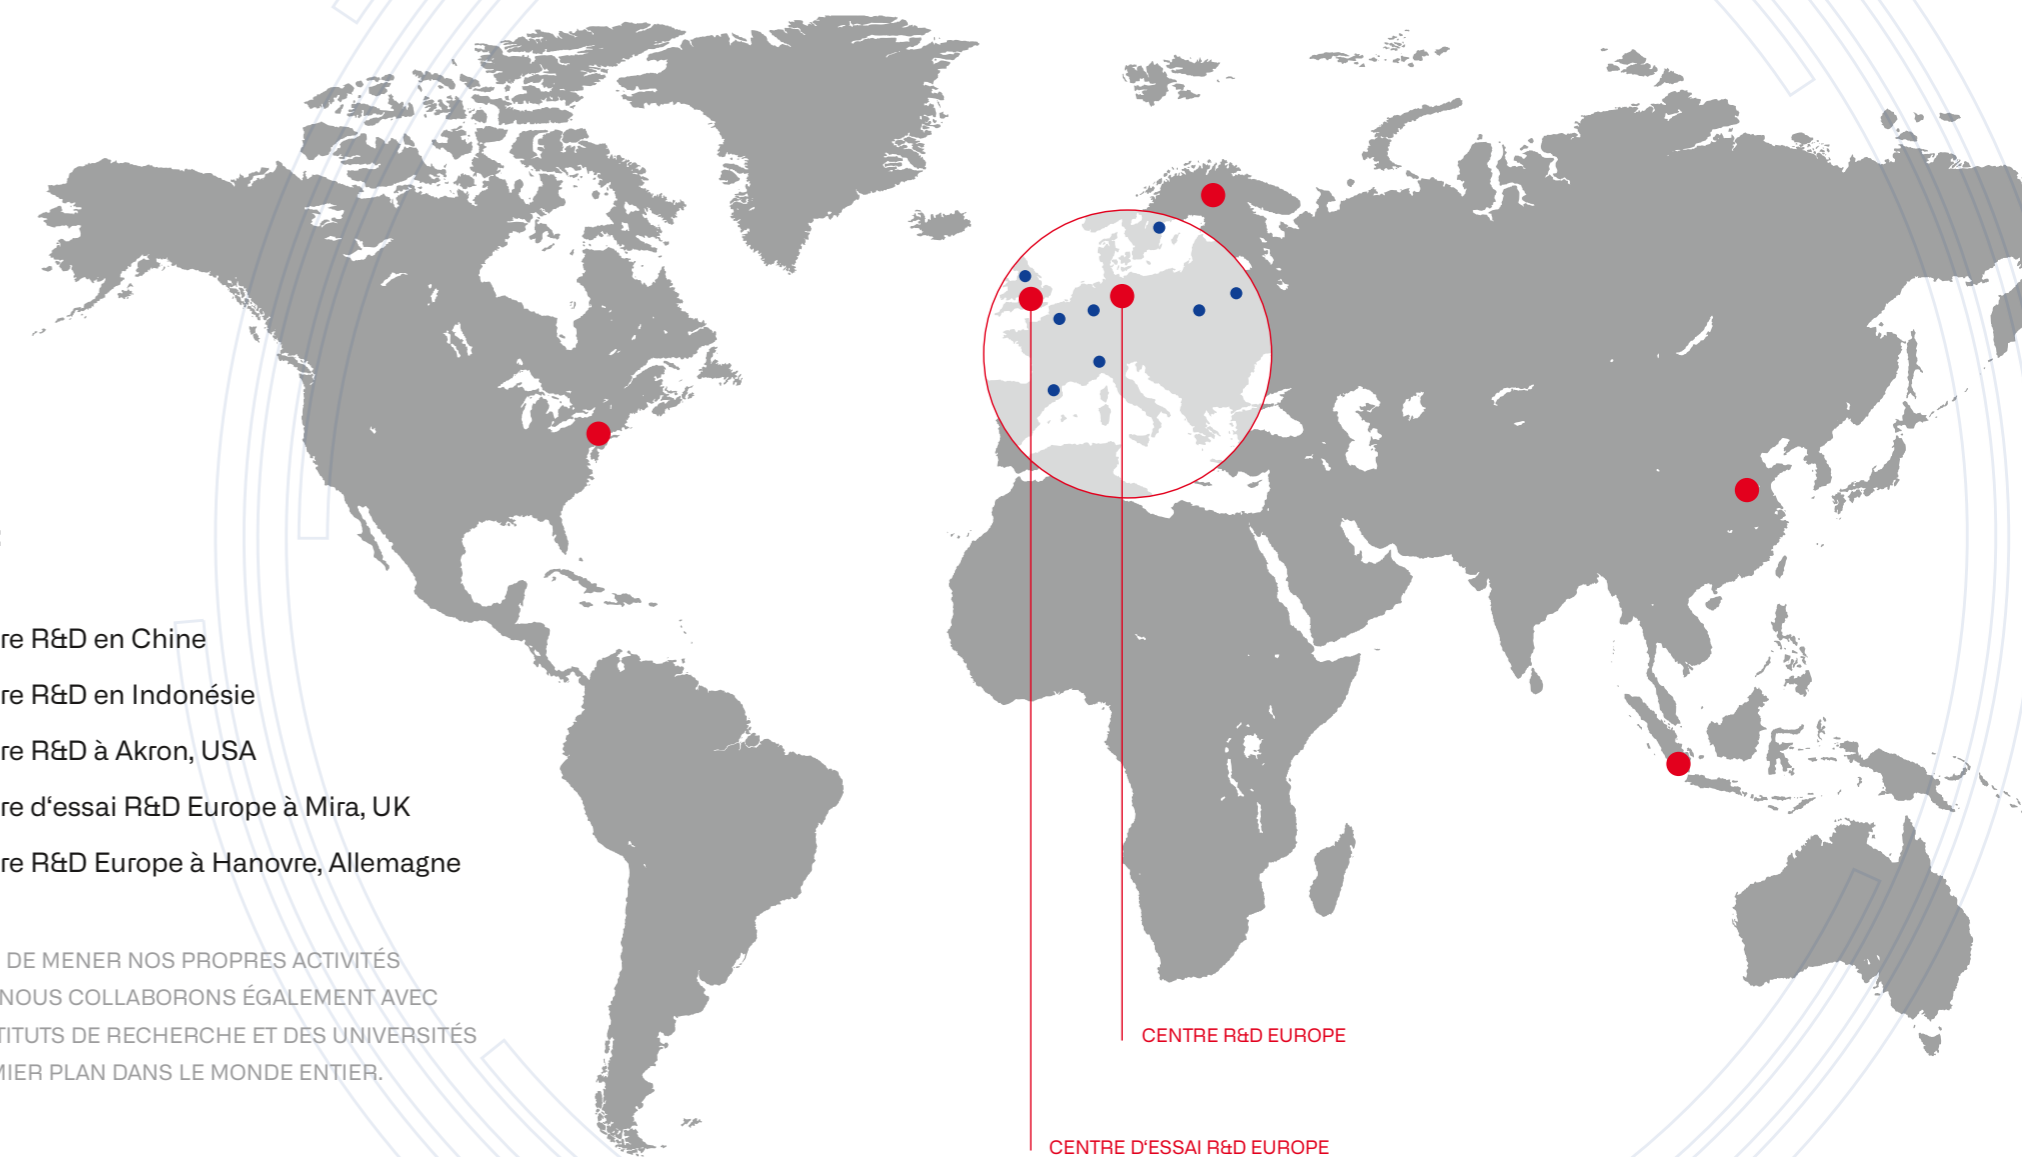 re R&D en Chine
re R&D en Indonésie
re R&D à Akron, USA
re d‘essai R&D Europe à Mira, UK
re R&D Europe à Hanovre, Allemagne
DE MENER NOS PROPRES ACTIVITÉS
NOUS COLLABORONS ÉGALEMENT AVEC
TITUTS DE RECHERCHE ET DES UNIVERSITÉS
MIER PLAN DANS LE MONDE ENTIER.
CENTRE R&D EUROPE
CENTRE D‘ESSAI R&D EUROPE